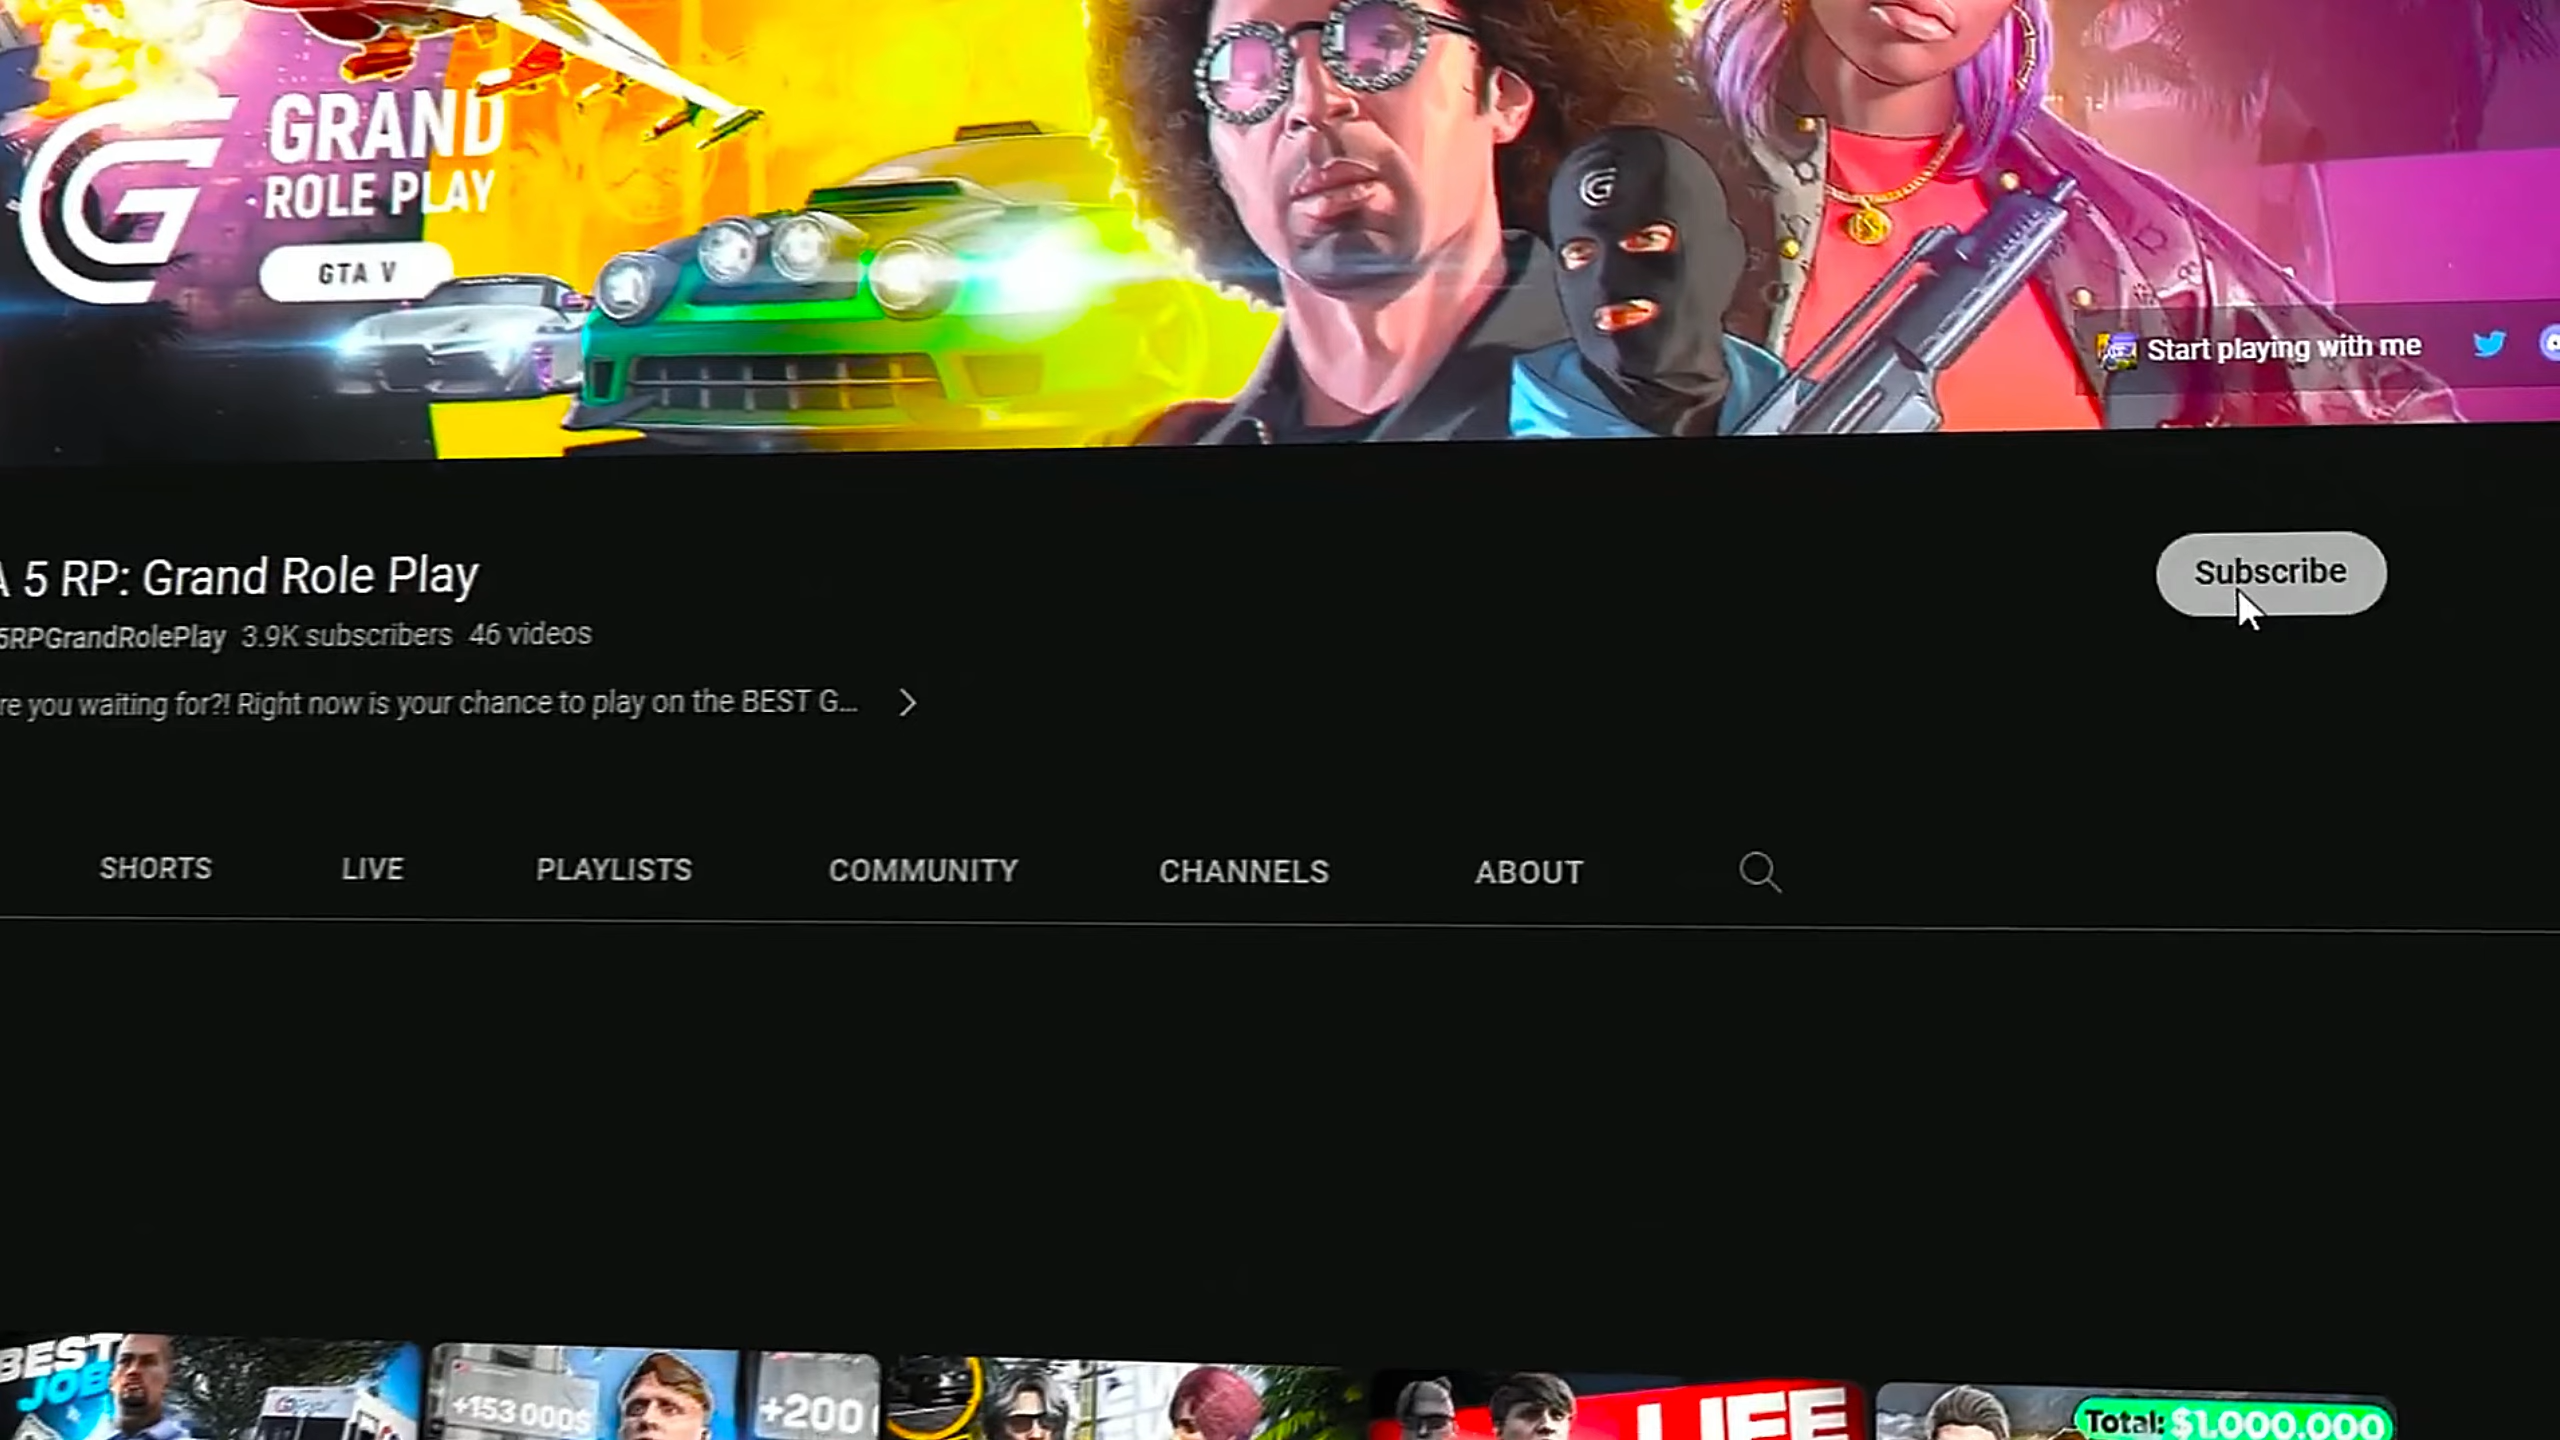 GRAND
ROLE PLAY
GTA V
Start playing with me
A 5 RP: Grand Role Play
5RPGrandRolePlay 3.9K subscribers 46 videos
re you waiting for?! Right now is your chance to play on the BEST G...
Subscribe
SHORTS LIVE PLAYLISTS COMMUNITY CHANNELS ABOUT
BEST
JOB
+153 000$
+200
LIFE
Total: $1.000.000